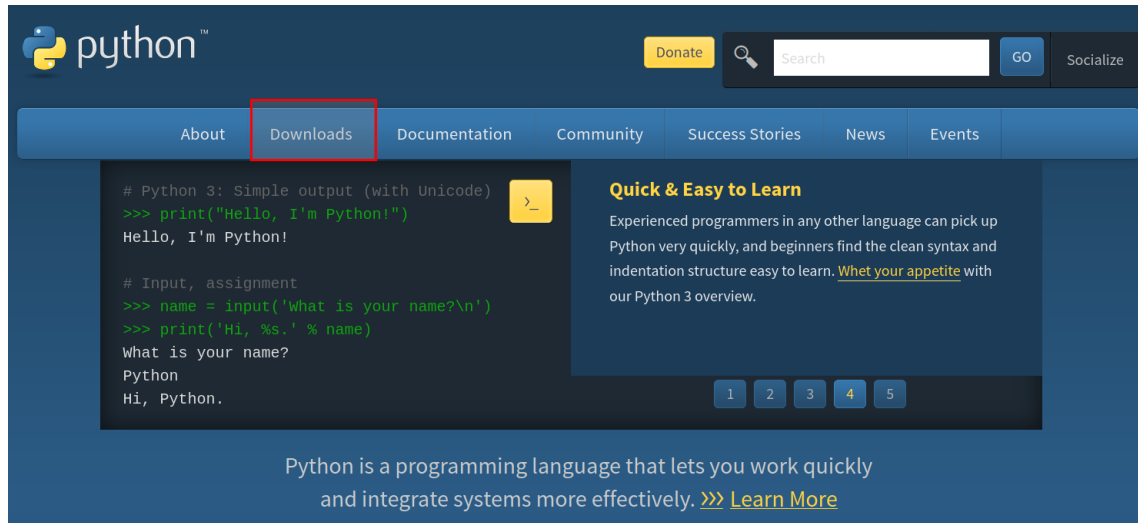 python™
Donate
Search
GO
Socialize
About
Downloads
Documentation
Community
Success Stories
News
Events
# Python 3: Simple output (with Unicode)
>>> print("Hello, I'm Python!")
Hello, I'm Python!
# Input, assignment
>>> name = input('What is your name?\n')
>>> print('Hi, %s.' % name)
What is your name?
Python
Hi, Python.
>_
Quick & Easy to Learn
Experienced programmers in any other language can pick up
Python very quickly, and beginners find the clean syntax and
indentation structure easy to learn. Whet your appetite with
our Python 3 overview.
1 2 3 4 5
Python is a programming language that lets you work quickly
and integrate systems more effectively. >>> Learn More